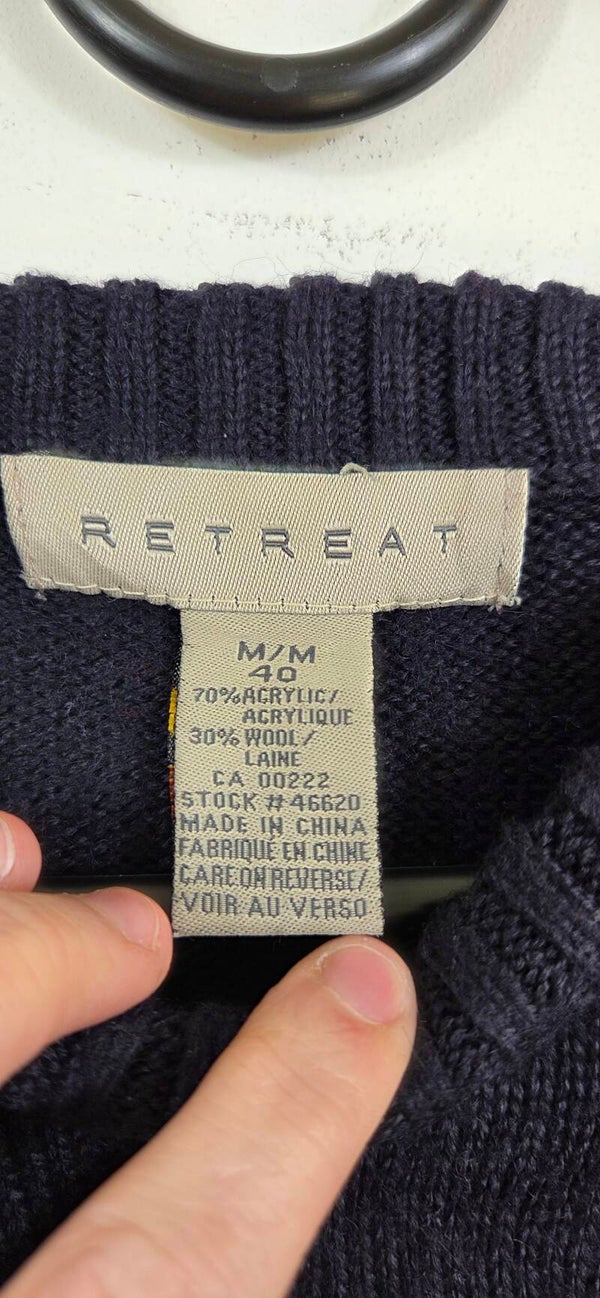 RETREAT
M/M
40
70% ACRYLIC/
ACRYLIQUE
30% WOOL/
LAINE
CA 00222
STOCK # 46620
MADE IN CHINA
FABRIQUE EN CHINE
CARE ON REVERSE/
VOIR AU VERSO